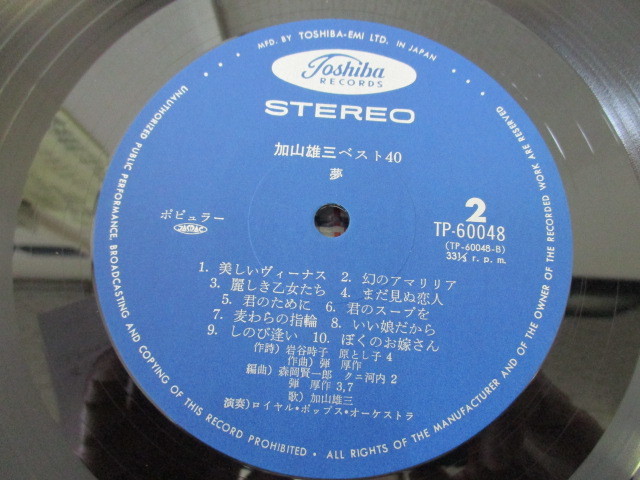 MFD. BY TOSHIBA-EMI LTD. IN JAPAN
Toshiba
RECORDS
STEREO
加山雄三ベスト40
夢
ポピュラー
JASRAC
2
TP-60048
(TP-60048-B)
33⅓ r. p. m.
1. 美しいヴィーナス 2. 幻のアマリリア
3. 麗しき乙女たち 4. まだ見ぬ恋人
5. 君のために 6. 君のスープを
7. 麦わらの指輪 8. いい娘だから
9. しのび逢い 10. ぼくのお嫁さん
作詩) 岩谷時子 原とし子 4
作曲) 弾 厚作
編曲) 森岡賢一郎 クニ河内 2
弾 厚作 3,7
歌) 加山雄三
演奏) ロイヤル・ポップス・オーケストラ
UNAUTHORIZED PUBLIC PERFORMANCE, BROADCASTING AND COPYING OF THIS RECORD PROHIBITED • ALL RIGHTS OF THE MANUFACTURER AND OF THE OWNER OF THE RECORDED WORK ARE RESERVED